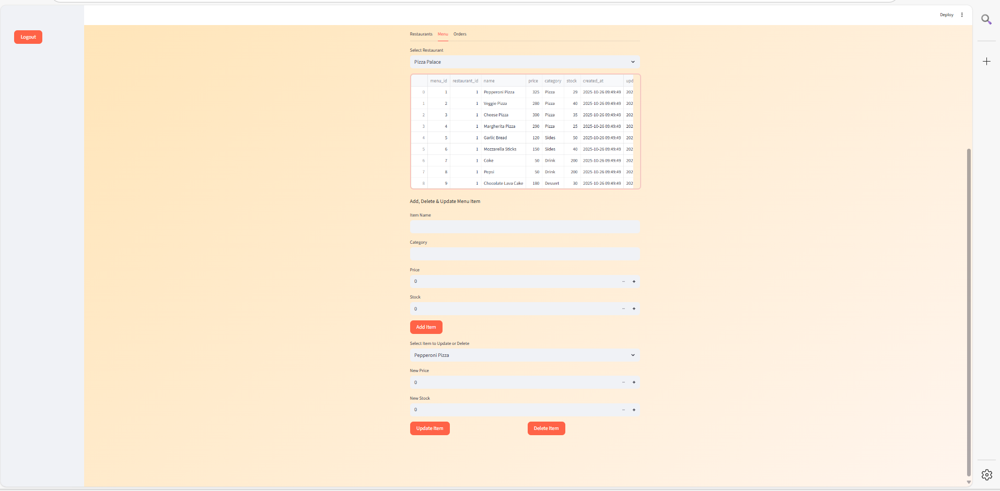 Deploy
Logout
Restaurants Menu Orders
Select Restaurant
Pizza Palace
menu_id restaurant_id name price category stock created_at upd
0 1 1 Pepperoni Pizza 325 Pizza 29 2025-10-26 09:49:49 202
1 2 1 Veggie Pizza 280 Pizza 40 2025-10-26 09:49:49 202
2 3 1 Cheese Pizza 300 Pizza 35 2025-10-26 09:49:49 202
3 4 1 Margherita Pizza 290 Pizza 25 2025-10-26 09:49:49 202
4 5 1 Garlic Bread 120 Sides 50 2025-10-26 09:49:49 202
5 6 1 Mozzarella Sticks 150 Sides 40 2025-10-26 09:49:49 202
6 7 1 Coke 50 Drink 200 2025-10-26 09:49:49 202
7 8 1 Pepsi 50 Drink 200 2025-10-26 09:49:49 202
8 9 1 Chocolate Lava Cake 180 Dessert 30 2025-10-26 09:49:49 202
Add, Delete & Update Menu Item
Item Name
Category
Price
0
Stock
0
Add Item
Select Item to Update or Delete
Pepperoni Pizza
New Price
0
New Stock
0
Update Item Delete Item